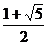 (1 + √5)/2